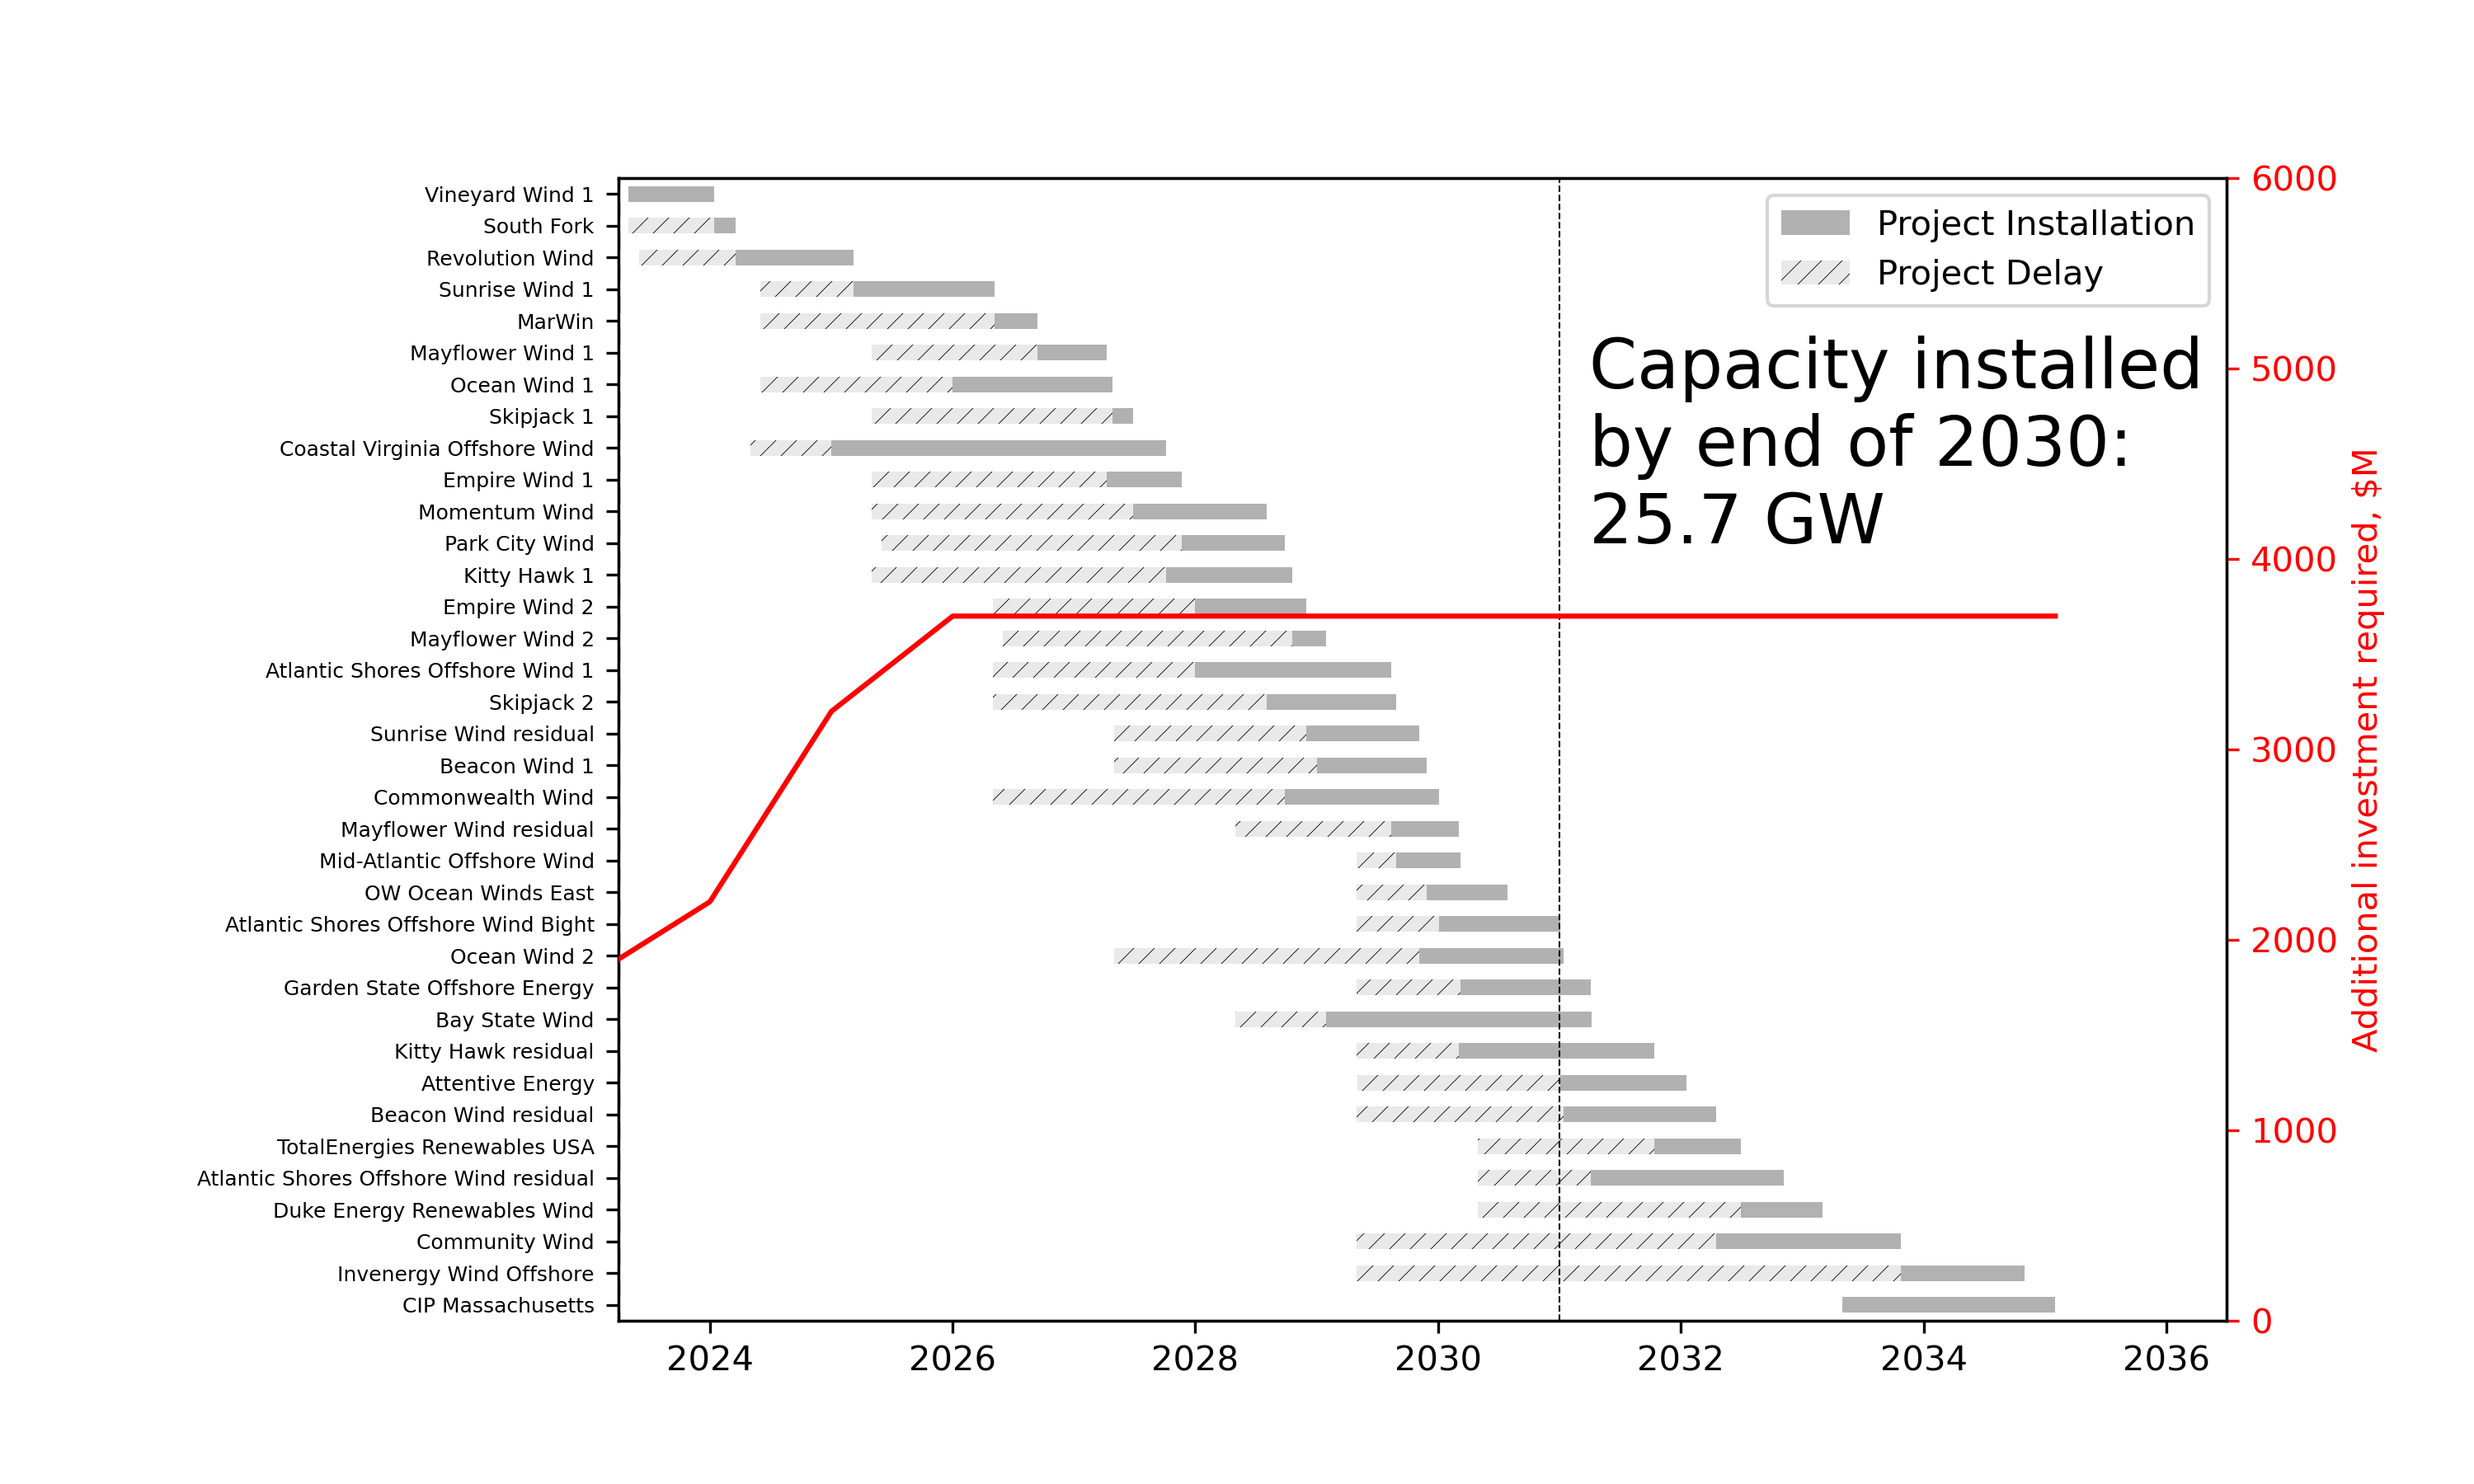 Vineyard Wind 1
South Fork
Revolution Wind
Sunrise Wind 1
MarWin
Mayflower Wind 1
Ocean Wind 1
Skipjack 1
Coastal Virginia Offshore Wind
Empire Wind 1
Momentum Wind
Park City Wind
Kitty Hawk 1
Empire Wind 2
Mayflower Wind 2
Atlantic Shores Offshore Wind 1
Skipjack 2
Sunrise Wind residual
Beacon Wind 1
Commonwealth Wind
Mayflower Wind residual
Mid-Atlantic Offshore Wind
OW Ocean Winds East
Atlantic Shores Offshore Wind Bight
Ocean Wind 2
Garden State Offshore Energy
Bay State Wind
Kitty Hawk residual
Attentive Energy
Beacon Wind residual
TotalEnergies Renewables USA
Atlantic Shores Offshore Wind residual
Duke Energy Renewables Wind
Community Wind
Invenergy Wind Offshore
CIP Massachusetts
2024 2026 2028 2030 2032 2034 2036
Project Installation
Project Delay
Capacity installed
by end of 2030:
25.7 GW
6000
5000
4000
3000
2000
1000
0
Additional investment required, $M